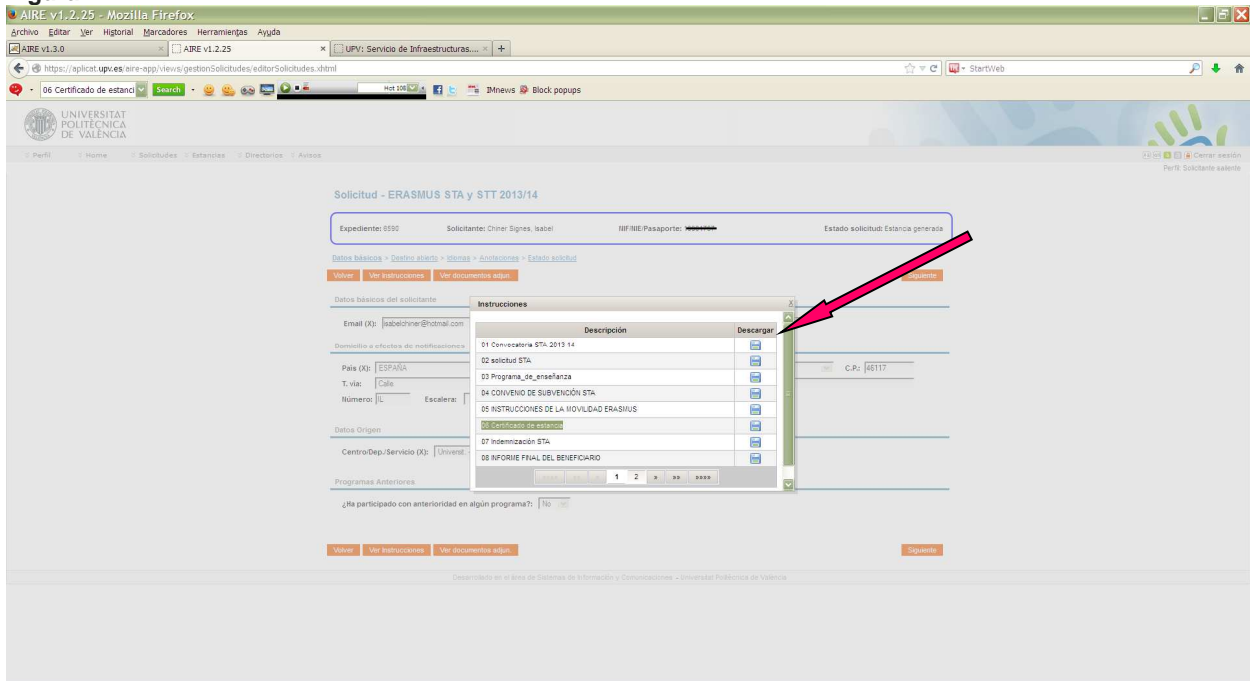 AIRE v1.2.25 - Mozilla Firefox
Archivo Editar Ver Historial Marcadores Herramientas Ayuda
AIRE v1.3.0 AIRE v1.2.25 UPV: Servicio de Infraestructuras....
https://aplicat.upv.es/aire-app/views/gestionSolicitudes/editorSolicitudes.xhtml StartWeb
06 Certificado de estanci Search Hot 108 IMnews Block popups
UNIVERSITAT
POLITÈCNICA
DE VALÈNCIA
Perfil Home Solicitudes Estancias Directorios Avisos Cerrar sesión
Perfil: Solicitante saliente
Solicitud - ERASMUS STA y STT 2013/14
Expediente: 6590 Solicitante: Chiner Signes, Isabel NIF/NIE/Pasaporte: Estado solicitud: Estancia generada
Datos básicos > Destino abierto > Idiomas > Anotaciones > Estado solicitud
Volver Ver Instrucciones Ver documentos adjun. Siguiente
Datos básicos del solicitante
Email (X): isabelchiner@hotmail.com
Domicilio a efectos de notificaciones
País (X): ESPAÑA C.P.: 46117
T. vía: Calle
Número: IL Escalera:
Datos Origen
Centro/Dep./Servicio (X): Universit.
Programas Anteriores
¿Ha participado con anterioridad en algún programa?: No
Instrucciones X
Descripción Descargar
01 Convocatoria STA 2013-14
02 solicitud STA
03 Programa_de_enseñanza
04 CONVENIO DE SUBVENCIÓN STA
05 INSTRUCCIONES DE LA MOVILIDAD ERASMUS
06 Certificado de estancia
07 Indemnización STA
08 INFORME FINAL DEL BENEFICIARIO
«««« «« « 1 2 » »» »»»»
Volver Ver Instrucciones Ver documentos adjun. Siguiente
Desarrollado en el área de Sistemas de Información y Comunicaciones - Universitat Politècnica de València